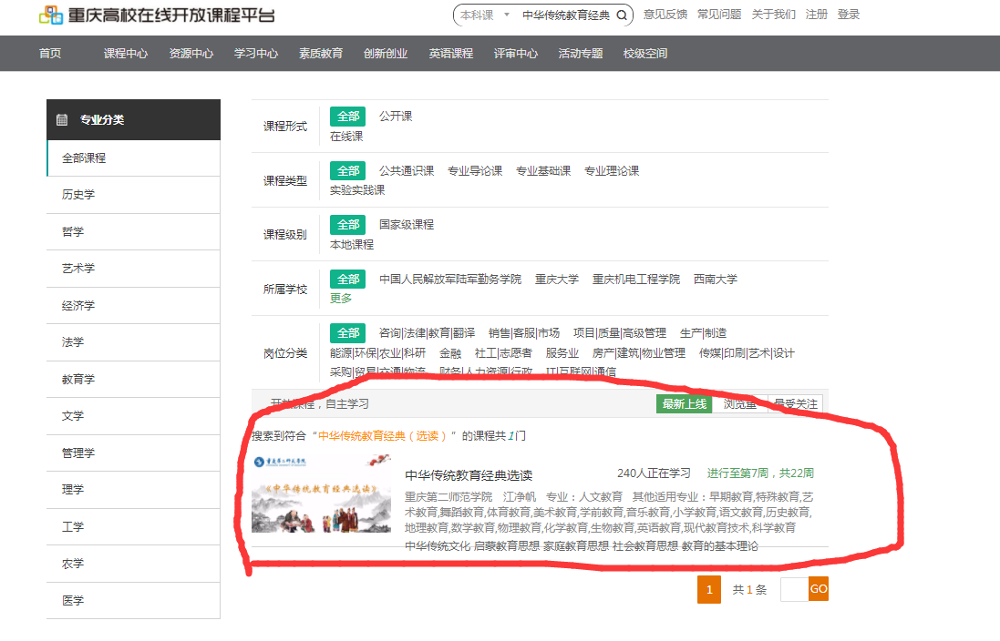 重庆高校在线开放课程平台
本科课 中华传统教育经典 意见反馈 常见问题 关于我们 注册 登录
首页 课程中心 资源中心 学习中心 素质教育 创新创业 英语课程 评审中心 活动专题 校级空间
专业分类
全部课程
历史学
哲学
艺术学
经济学
法学
教育学
文学
管理学
理学
工学
农学
医学
课程形式 全部 公开课
在线课
课程类型 全部 公共通识课 专业导论课 专业基础课 专业理论课
实验实践课
课程级别 全部 国家级课程
本地课程
所属学校 全部 中国人民解放军陆军勤务学院 重庆大学 重庆机电工程学院 西南大学
更多
岗位分类 全部 咨询|法律|教育|翻译 销售|客服|市场 项目|质量|高级管理 生产|制造
能源|环保|农业|科研 金融 社工|志愿者 服务业 房产|建筑|物业管理 传媒|印刷|艺术|设计
采购|贸易|交通|物流 财务|人力资源|行政 IT|互联网|通信
开放课程，自主学习 最新上线 浏览量 最受关注
搜索到符合“中华传统教育经典（选读）”的课程共1门
重庆第二师范学院
《中华传统教育经典选读》
中华传统教育经典选读 240人正在学习 进行至第7周，共22周
重庆第二师范学院 江净帆 专业：人文教育 其他适用专业：早期教育,特殊教育,艺
术教育,舞蹈教育,体育教育,美术教育,学前教育,音乐教育,小学教育,语文教育,历史教育,
地理教育,数学教育,物理教育,化学教育,生物教育,英语教育,现代教育技术,科学教育
中华传统文化 启蒙教育思想 家庭教育思想 社会教育思想 教育的基本理论
1 共 1 条 GO